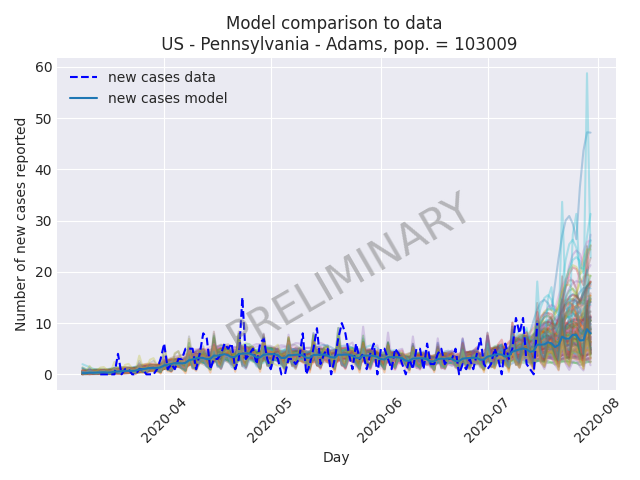 Model comparison to data
US - Pennsylvania - Adams, pop. = 103009
60
50
40
30
20
10
0
Number of new cases reported
new cases data
new cases model
PRELIMINARY
2020-04
2020-05
2020-06
2020-07
2020-08
Day